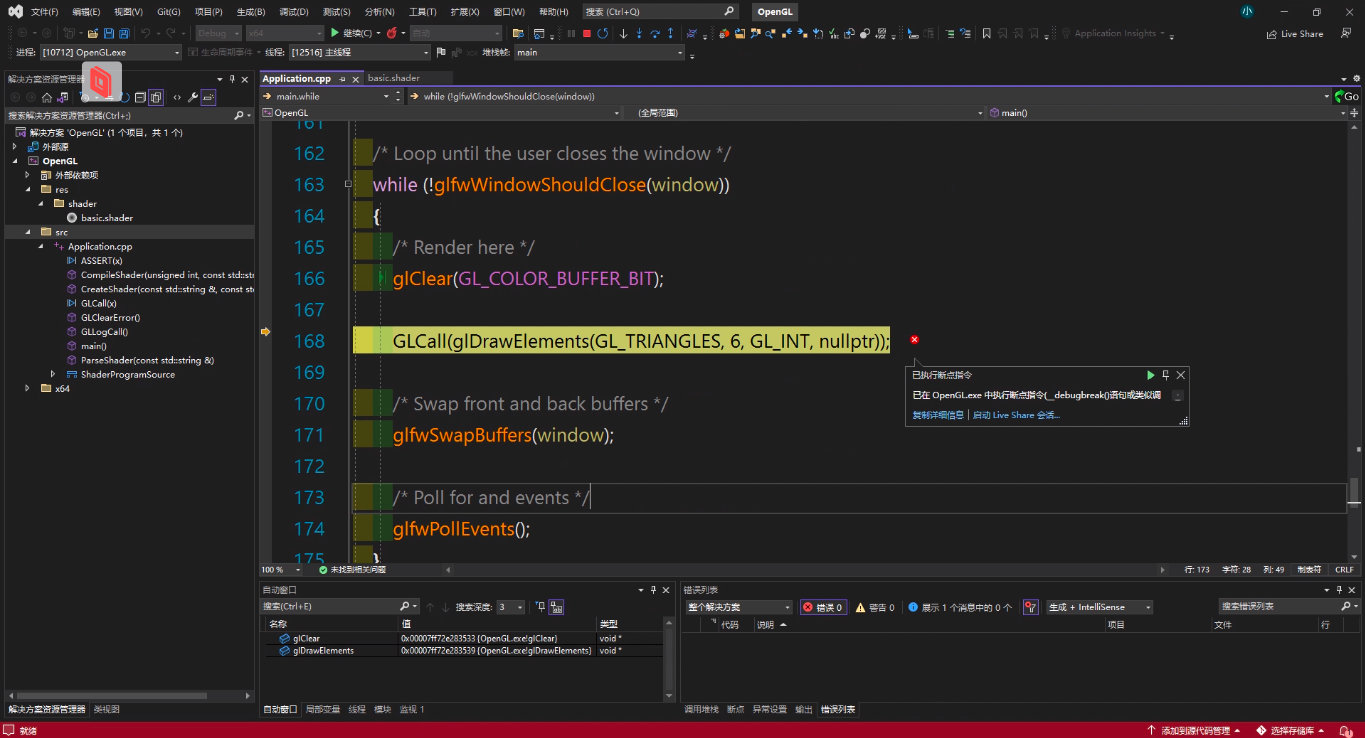 文件(F) 编辑(E) 视图(V) Git(G) 项目(P) 生成(B) 调试(D) 测试(S) 分析(N) 工具(T) 扩展(X) 窗口(W) 帮助(H) 搜索 (Ctrl+Q) OpenGL 小
Debug x64 继续(C) 自动 Application Insights Live Share
进程: [10712] OpenGL.exe 生命周期事件 线程: [12516] 主线程 堆栈帧: main
解决方案资源管理器
搜索解决方案资源管理器(Ctrl+;)
解决方案 'OpenGL' (1 个项目，共 1 个)
外部源
OpenGL
外部依赖项
res
shader
basic.shader
src
Application.cpp
ASSERT(x)
CompileShader(unsigned int, const std::str
CreateShader(const std::string &, const std
GLCall(x)
GLClearError()
GLLogCall()
main()
ParseShader(const std::string &)
ShaderProgramSource
x64
解决方案资源管理器 类视图
Application.cpp basic.shader
main.while while (!glfwWindowShouldClose(window)) Go
OpenGL (全局范围) main()
161
162 /* Loop until the user closes the window */
163 while (!glfwWindowShouldClose(window))
164 {
165 /* Render here */
166 glClear(GL_COLOR_BUFFER_BIT);
167
168 GLCall(glDrawElements(GL_TRIANGLES, 6, GL_INT, nullptr));
169
170 /* Swap front and back buffers */
171 glfwSwapBuffers(window);
172
173 /* Poll for and events */
174 glfwPollEvents();
175 }
已执行断点指令
已在 OpenGL.exe 中执行断点指令(__debugbreak()语句或类似调
复制详细信息 | 启动 Live Share 会话...
100 % 未找到相关问题 行: 173 字符: 28 列: 49 制表符 CRLF
自动窗口
搜索(Ctrl+E) 搜索深度: 3
名称 值 类型
glClear 0x00007ff72e283533 {OpenGL.exe!glClear} void *
glDrawElements 0x00007ff72e283539 {OpenGL.exe!glDrawElements} void *
自动窗口 局部变量 线程 模块 监视 1
错误列表
整个解决方案 错误 0 警告 0 展示 1 个消息中的 0 个 生成 + IntelliSense 搜索错误列表
代码 说明 项目 文件 行
调用堆栈 断点 异常设置 输出 错误列表
就绪 添加到源代码管理 选择存储库 1